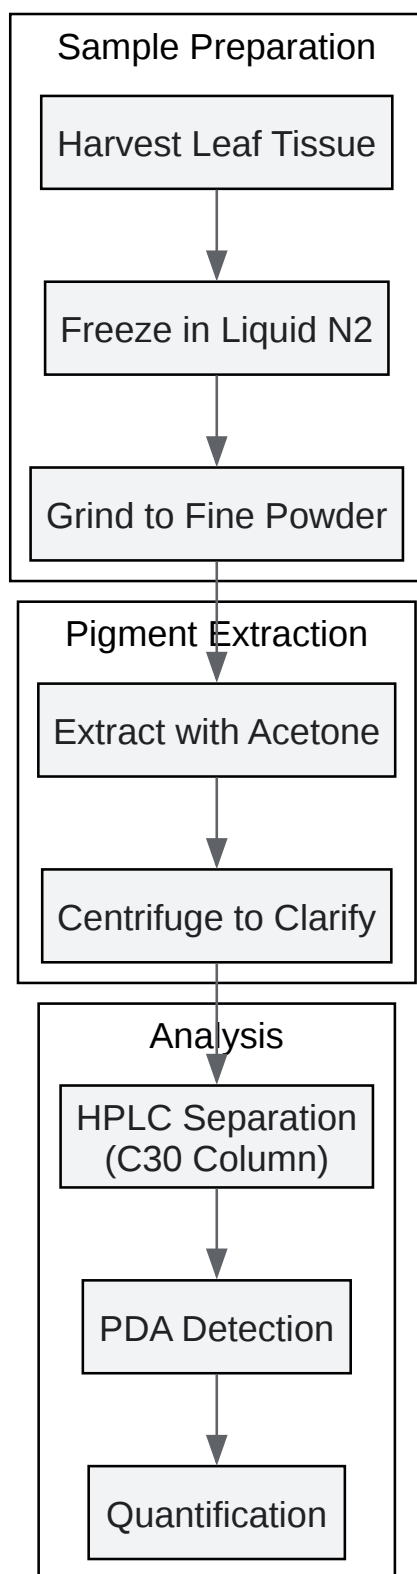 Sample Preparation
Harvest Leaf Tissue
Freeze in Liquid N2
Grind to Fine Powder
Pigment Extraction
Extract with Acetone
Centrifuge to Clarify
Analysis
HPLC Separation
(C30 Column)
PDA Detection
Quantification